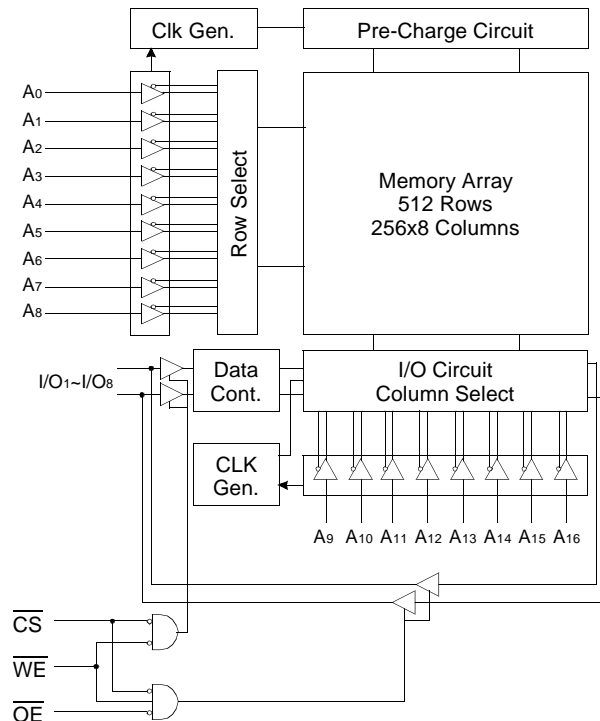 Clk Gen.
Pre-Charge Circuit
A0
A1
A2
A3
A4
A5
A6
A7
A8
Row Select
Memory Array
512 Rows
256x8 Columns
I/O1~I/O8
Data
Cont.
I/O Circuit
Column Select
CLK
Gen.
A9 A10 A11 A12 A13 A14 A15 A16
CS
WE
OE